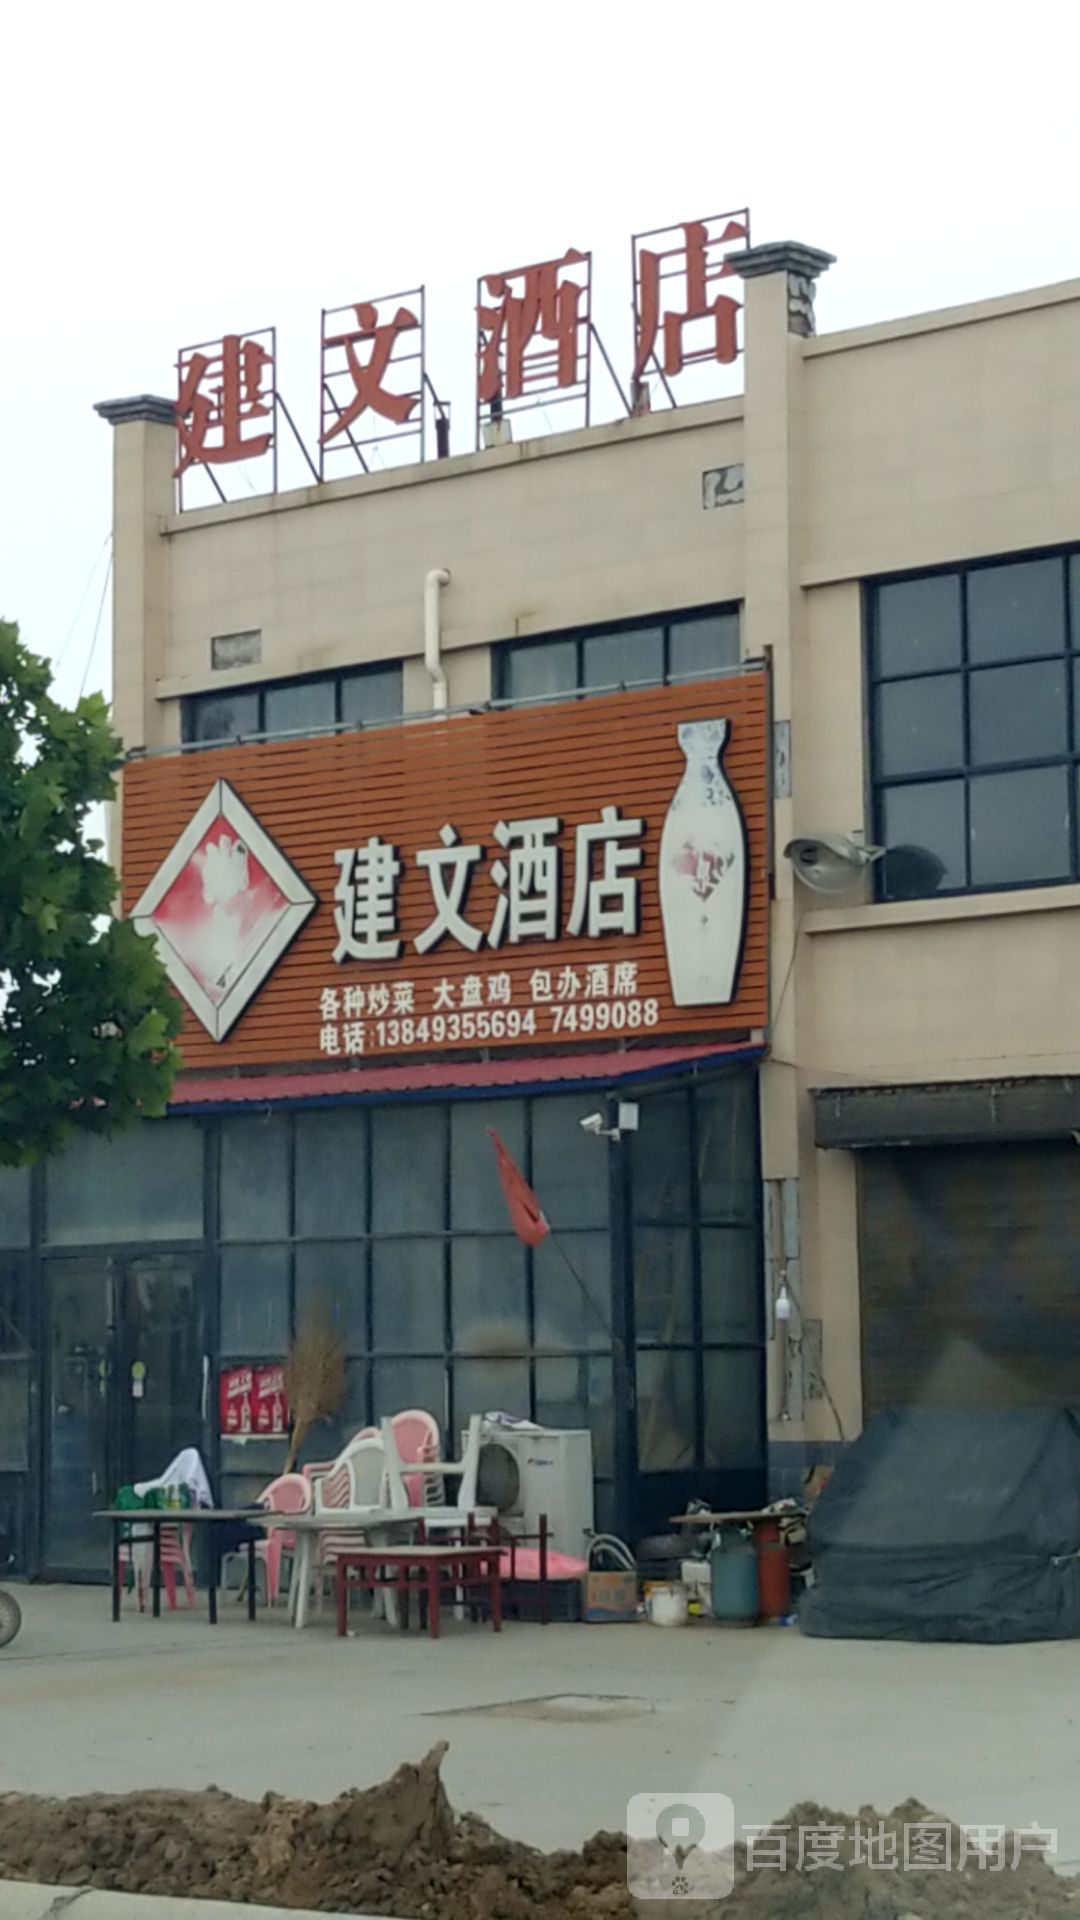 建文酒店
建文酒店
各种炒菜 大盘鸡 包办酒席
电话:13849355694 7499088
百度地图用户